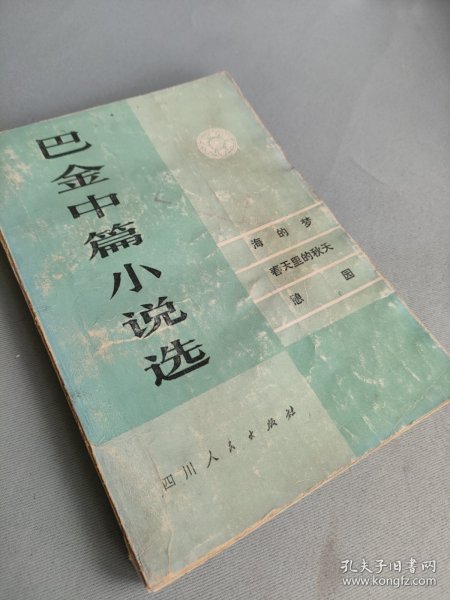 巴金中篇小说选
海的梦
春天里的秋天
憩园
四川人民出版社
孔夫子旧书网
www.kongfz.com